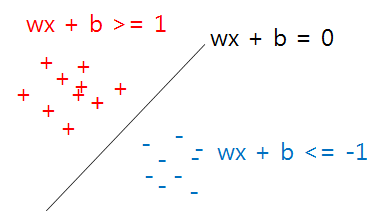 wx + b >= 1
wx + b = 0
wx + b <= -1